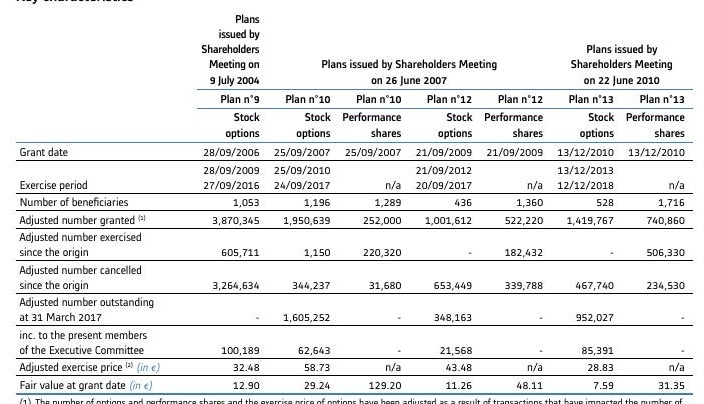 Plans
issued by
Shareholders
Meeting on
9 July 2004
Plans issued by Shareholders Meeting
on 26 June 2007
Plans issued by
Shareholders Meeting
on 22 June 2010
Plan n°9 Plan n°10 Plan n°10 Plan n°12 Plan n°12 Plan n°13 Plan n°13
Stock Stock Performance Stock Performance Stock Performance
options options shares options shares options shares
Grant date 28/09/2006 25/09/2007 25/09/2007 21/09/2009 21/09/2009 13/12/2010 13/12/2010
28/09/2009 25/09/2010 21/09/2012 13/12/2013
Exercise period 27/09/2016 24/09/2017 n/a 20/09/2017 n/a 12/12/2018 n/a
Number of beneficiaries 1,053 1,196 1,289 436 1,360 528 1,716
Adjusted number granted (1) 3,870,345 1,950,639 252,000 1,001,612 522,220 1,419,767 740,860
Adjusted number exercised
since the origin 605,711 1,150 220,320 - 182,432 - 506,330
Adjusted number cancelled
since the origin 3,264,634 344,237 31,680 653,449 339,788 467,740 234,530
Adjusted number outstanding
at 31 March 2017 - 1,605,252 - 348,163 - 952,027 -
inc. to the present members
of the Executive Committee 100,189 62,643 - 21,568 - 85,391 -
Adjusted exercise price (2) (in €) 32.48 58.73 n/a 43.48 n/a 28.83 n/a
Fair value at grant date (in €) 12.90 29.24 129.20 11.26 48.11 7.59 31.35
(1) The number of options and performance shares and the exercise price of options have been adjusted as a result of transactions that have impacted the number of